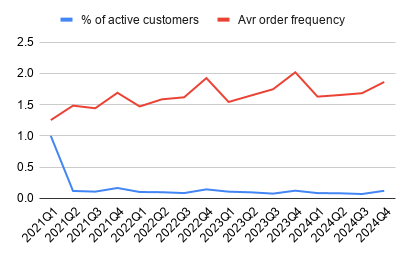 % of active customers
Avr order frequency
2.5
2.0
1.5
1.0
0.5
0.0
2021Q1
2021Q2
2021Q3
2021Q4
2022Q1
2022Q2
2022Q3
2022Q4
2023Q1
2023Q2
2023Q3
2023Q4
2024Q1
2024Q2
2024Q3
2024Q4